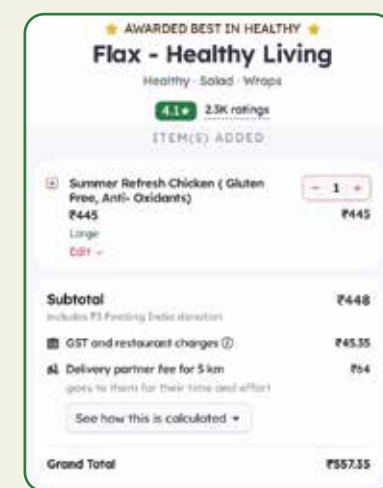 AWARDED BEST IN HEALTHY
Flax - Healthy Living
Healthy · Salad · Wraps
4.1★ 2.3K ratings
ITEM(S) ADDED
Summer Refresh Chicken ( Gluten
Free, Anti- Oxidants)
− 1 +
₹445 ₹445
Large
Edit
Subtotal ₹448
includes ₹3 Feeding India donation
GST and restaurant charges ₹45.35
Delivery partner fee for 5 km ₹64
goes to them for their time and effort
See how this is calculated
Grand Total ₹557.35